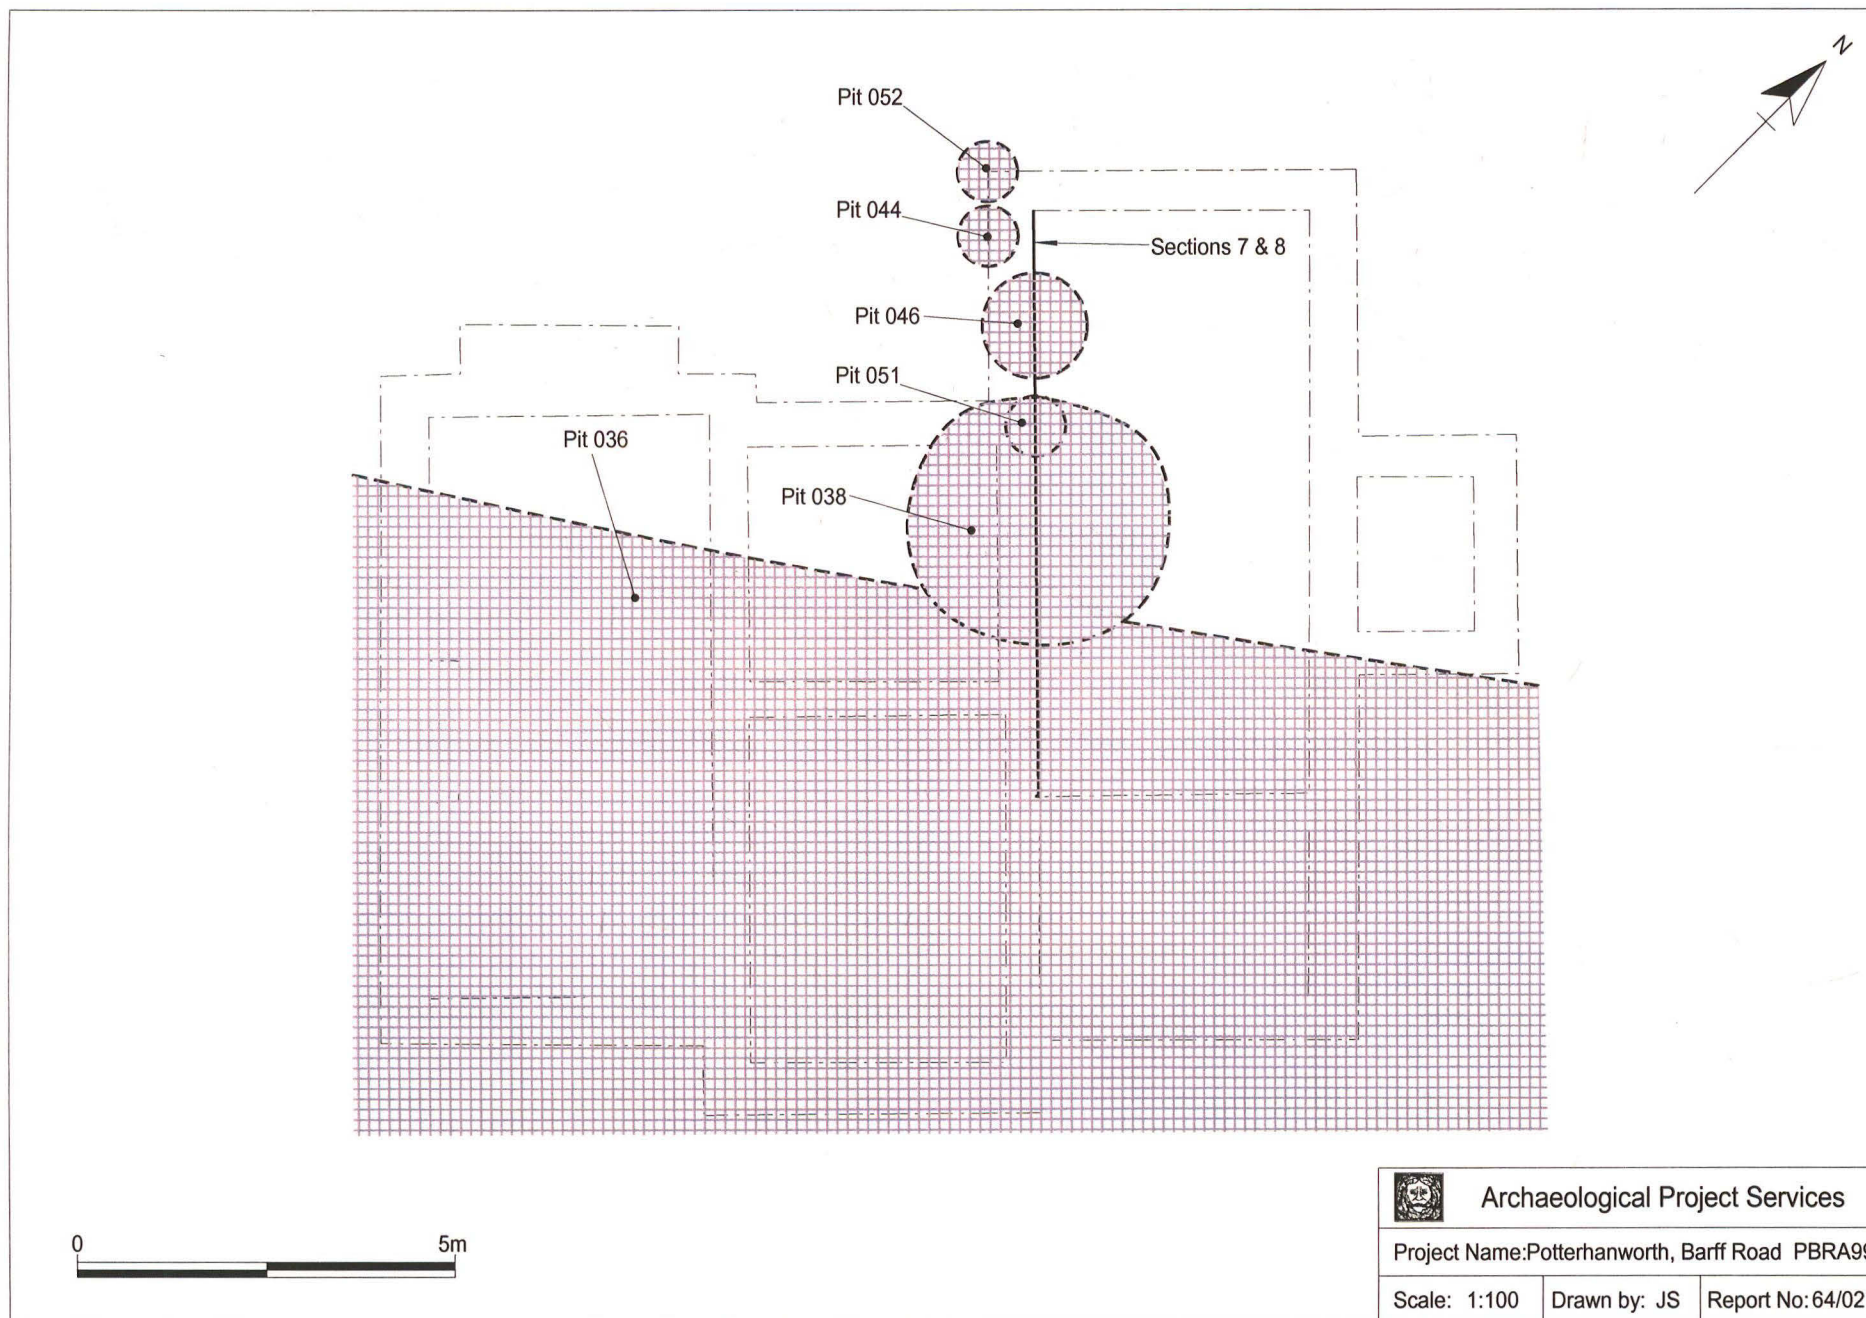 N
Pit 052
Pit 044
Sections 7 & 8
Pit 046
Pit 051
Pit 036
Pit 038
0 5m
Archaeological Project Services
Project Name:Potterhanworth, Barff Road PBRA99
Scale: 1:100 Drawn by: JS Report No: 64/02